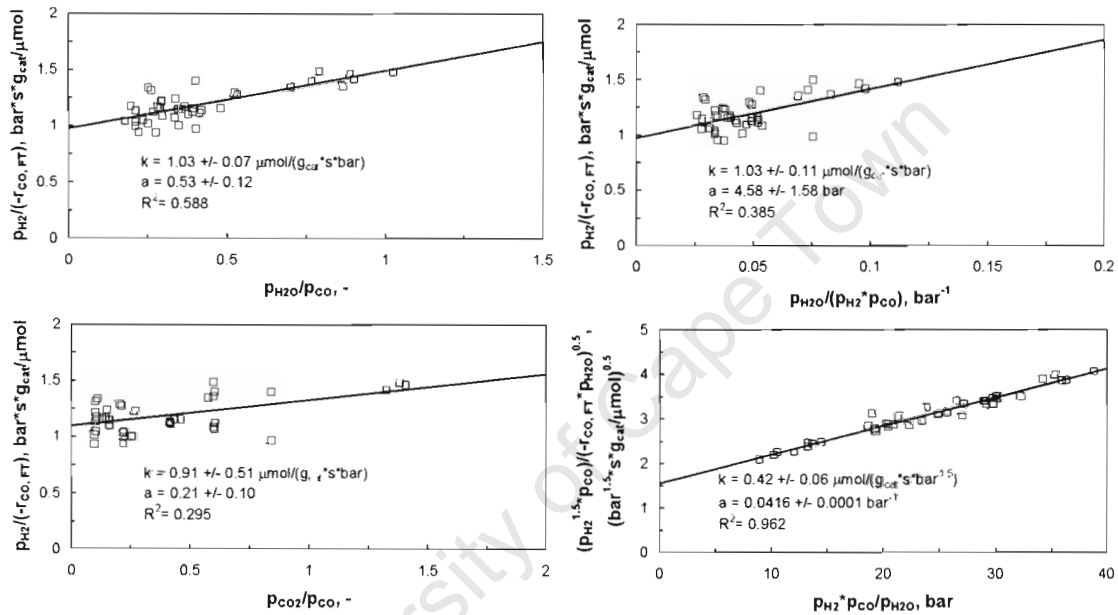 p_H2/(-r_CO, FT), bar*s*g_cat/μmol
2
1.5
1
0.5
0
k = 1.03 +/- 0.07 μmol/(g_cat*s*bar)
a = 0.53 +/- 0.12
R² = 0.588
0
0.5
1
1.5
p_H2O/p_CO, -
p_H2/(-r_CO, FT), bar*s*g_cat/μmol
2
1.5
1
0.5
0
k = 1.03 +/- 0.11 μmol/(g_cat*s*bar)
a = 4.58 +/- 1.58 bar
R² = 0.385
0
0.05
0.1
0.15
0.2
p_H2O/(p_H2*p_CO), bar⁻¹
p_H2/(-r_CO, FT), bar*s*g_cat/μmol
2
1.5
1
0.5
0
k = 0.91 +/- 0.51 μmol/(g *s*bar)
a = 0.21 +/- 0.10
R² = 0.295
0
0.5
1
1.5
2
p_CO2/p_CO, -
(p_H2^1.5*p_CO)/(-r_CO, FT*p_H2O)^0.5,
(bar^1.5*s*g_cat/μmol)^0.5
5
4
3
2
1
0
k = 0.42 +/- 0.06 μmol/(g_cat*s*bar^1.5)
a = 0.0416 +/- 0.0001 bar⁻¹
R² = 0.962
0
10
20
30
40
p_H2*p_CO/p_H2O, bar
ersity of Cape Town